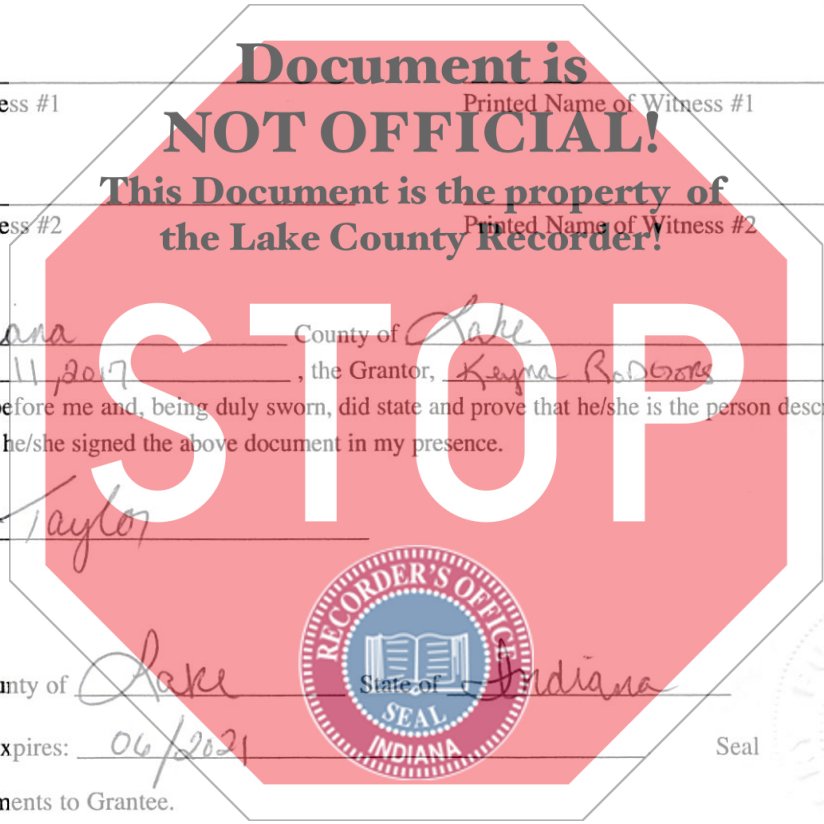 Document is
ess #1 Printed Name of Witness #1
NOT OFFICIAL!
This Document is the property of
ess #2 Printed Name of Witness #2
the Lake County Recorder!
STOP
ana County of Lake
11, 2017, the Grantor, Keyna RoDGERS
efore me and, being duly sworn, did state and prove that he/she is the person descr
he/she signed the above document in my presence.
Taylor
RECORDER'S OFFICE
unty of Lake State of Indiana
SEAL
INDIANA
xpires: 06/2021 Seal
ments to Grantee.